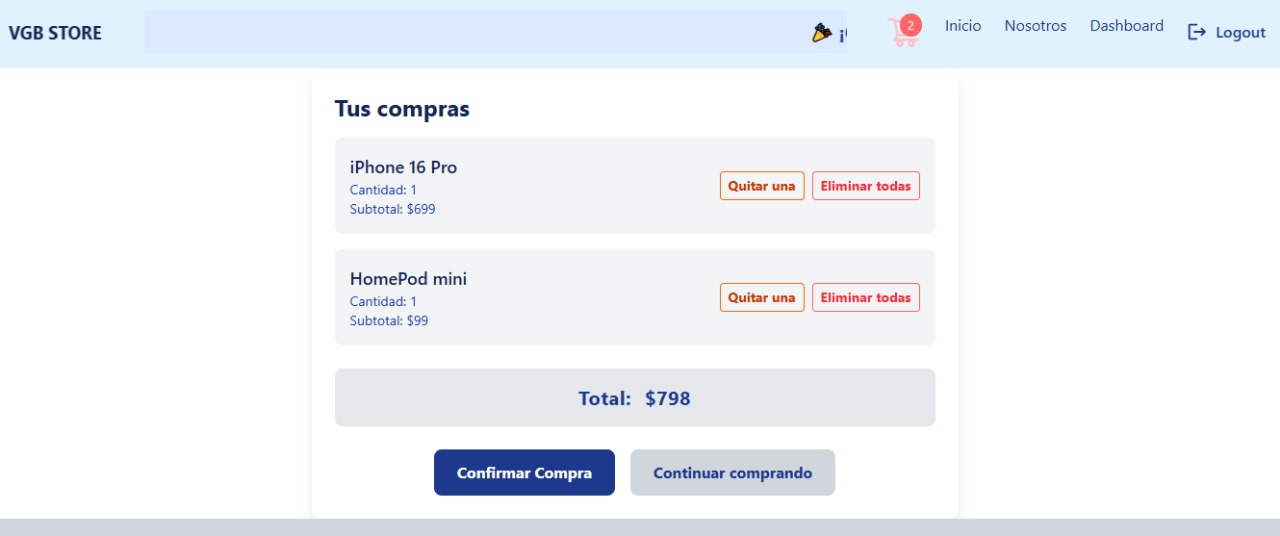 VGB STORE
2
Inicio
Nosotros
Dashboard
Logout
Tus compras
iPhone 16 Pro
Cantidad: 1
Subtotal: $699
Quitar una
Eliminar todas
HomePod mini
Cantidad: 1
Subtotal: $99
Quitar una
Eliminar todas
Total: $798
Confirmar Compra
Continuar comprando